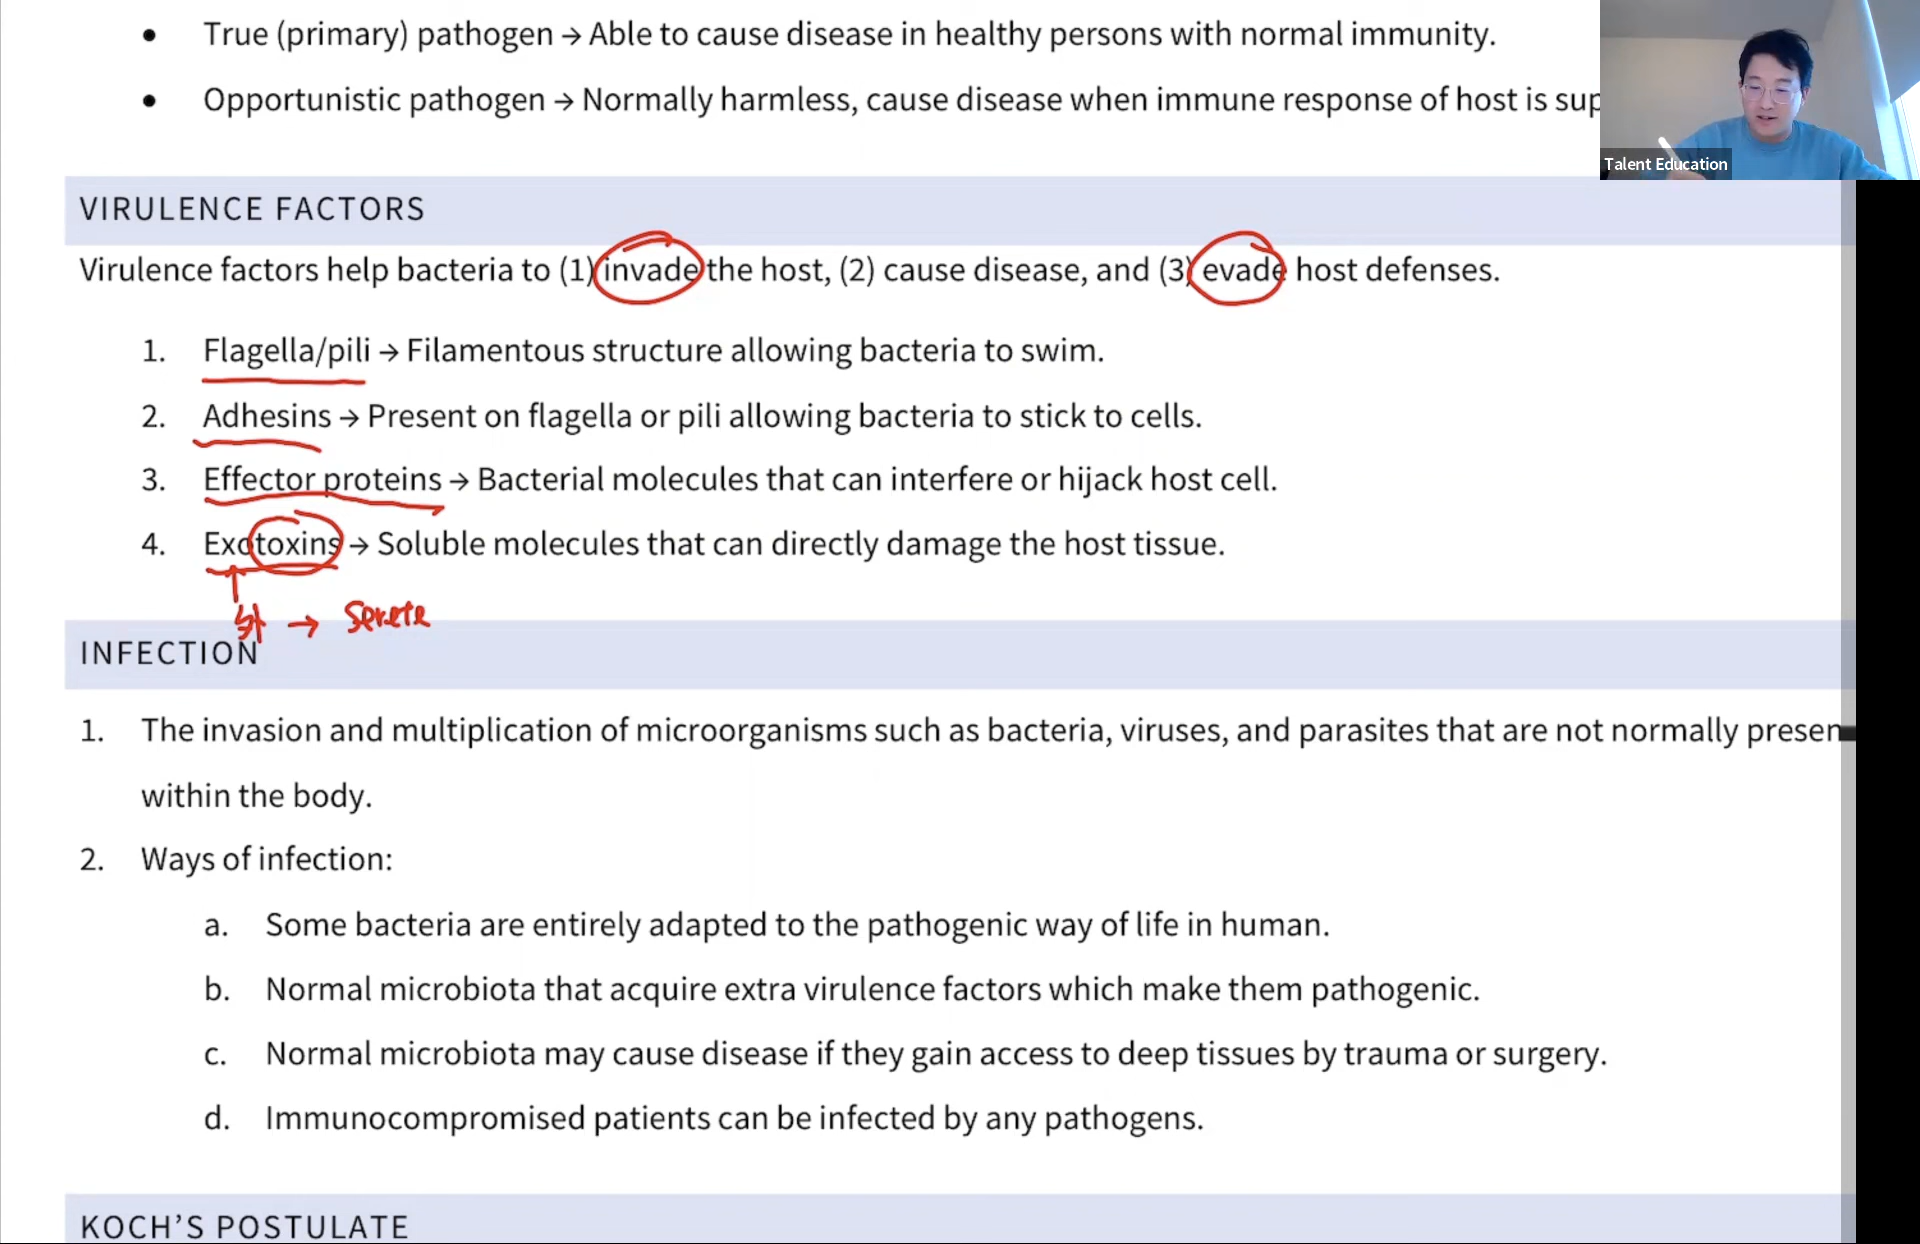 • True (primary) pathogen → Able to cause disease in healthy persons with normal immunity.
• Opportunistic pathogen → Normally harmless, cause disease when immune response of host is sup
Talent Education
VIRULENCE FACTORS
Virulence factors help bacteria to (1) invade the host, (2) cause disease, and (3) evade host defenses.
1. Flagella/pili → Filamentous structure allowing bacteria to swim.
2. Adhesins → Present on flagella or pili allowing bacteria to stick to cells.
3. Effector proteins → Bacterial molecules that can interfere or hijack host cell.
4. Exotoxins → Soluble molecules that can directly damage the host tissue.
外 →
INFECTION
1. The invasion and multiplication of microorganisms such as bacteria, viruses, and parasites that are not normally presen
within the body.
2. Ways of infection:
a. Some bacteria are entirely adapted to the pathogenic way of life in human.
b. Normal microbiota that acquire extra virulence factors which make them pathogenic.
c. Normal microbiota may cause disease if they gain access to deep tissues by trauma or surgery.
d. Immunocompromised patients can be infected by any pathogens.
KOCH'S POSTULATE